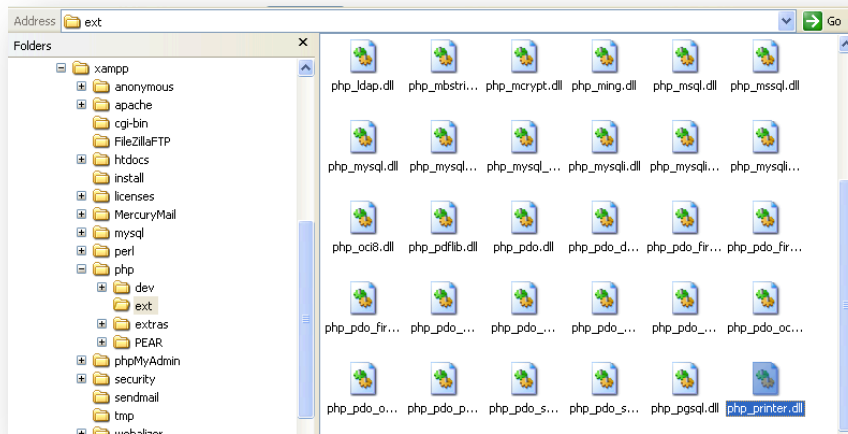 Address ext Go
Folders x
xampp
anonymous
apache
cgi-bin
FileZillaFTP
htdocs
install
licenses
MercuryMail
mysql
perl
php
dev
ext
extras
PEAR
phpMyAdmin
security
sendmail
tmp
webalizer
php_ldap.dll php_mbstri... php_mcrypt.dll php_ming.dll php_msql.dll php_mssql.dll
php_mysql.dll php_mysql... php_mysql_... php_mysqli.dll php_mysqli... php_mysqli...
php_oci8.dll php_pdflib.dll php_pdo.dll php_pdo_d... php_pdo_fir... php_pdo_fir...
php_pdo_fir... php_pdo_... php_pdo_... php_pdo_... php_pdo_... php_pdo_oc...
php_pdo_o... php_pdo_p... php_pdo_s... php_pdo_s... php_pgsql.dll php_printer.dll